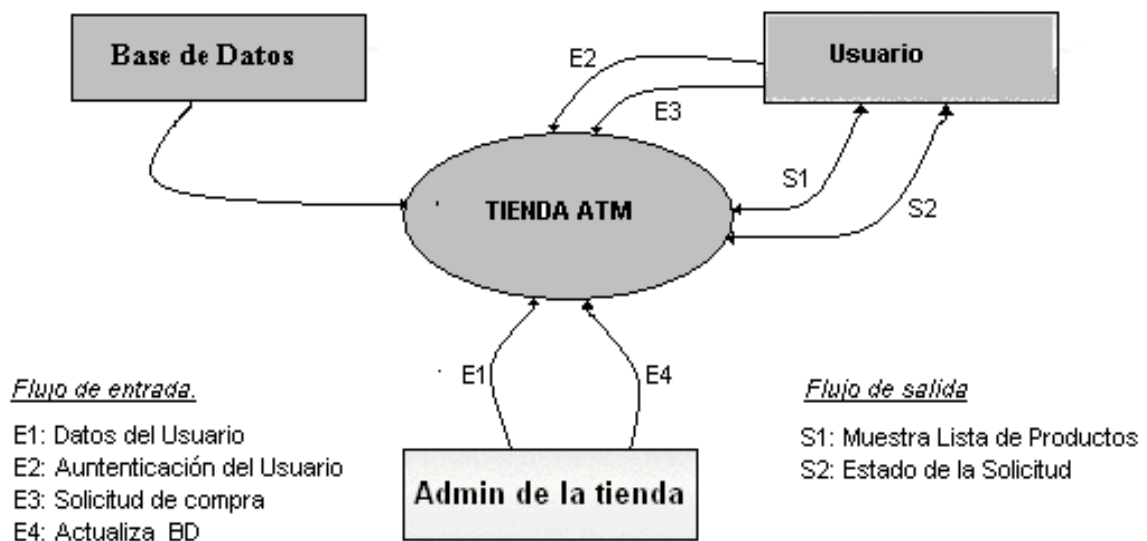 Base de Datos
Usuario
E2
E3
S1
S2
TIENDA ATM
E1
E4
Admin de la tienda
Flujo de entrada.
E1: Datos del Usuario
E2: Auntenticación del Usuario
E3: Solicitud de compra
E4: Actualiza BD
Flujo de salida
S1: Muestra Lista de Productos
S2: Estado de la Solicitud